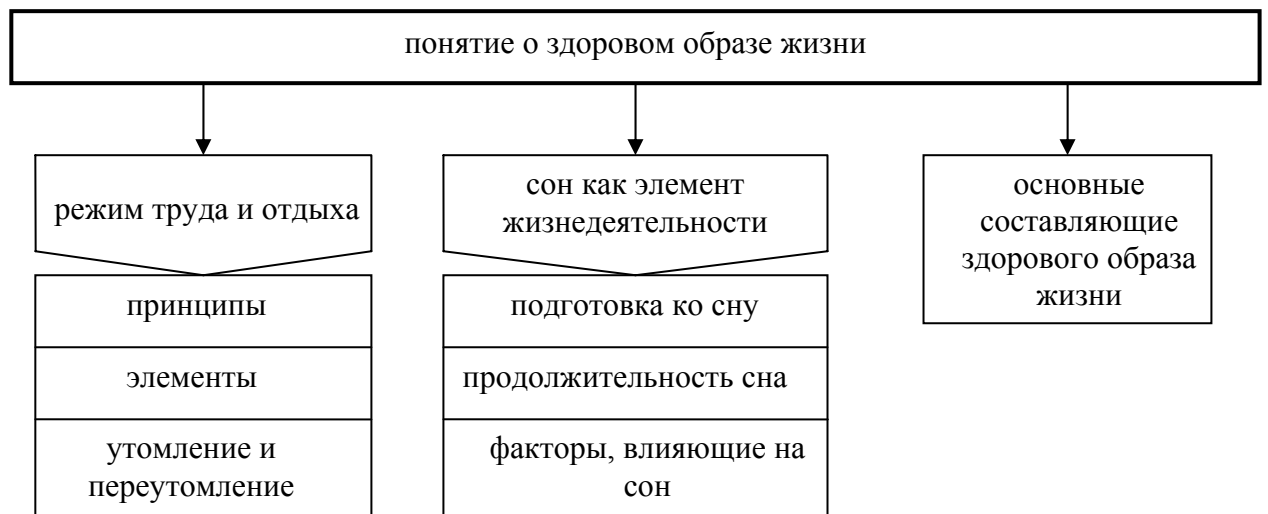 понятие о здоровом образе жизни
режим труда и отдыха
принципы
элементы
утомление и
переутомление
сон как элемент
жизнедеятельности
подготовка ко сну
продолжительность сна
факторы, влияющие на
сон
основные
составляющие
здорового образа
жизни